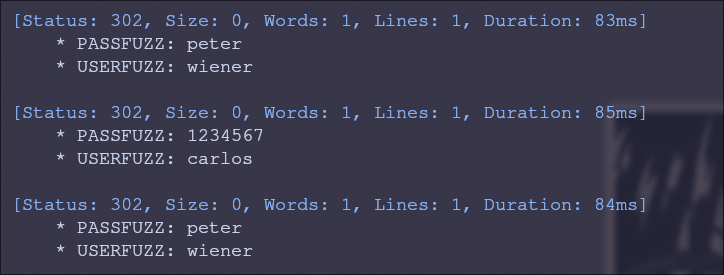 [Status: 302, Size: 0, Words: 1, Lines: 1, Duration: 83ms]
* PASSFUZZ: peter
* USERFUZZ: wiener
[Status: 302, Size: 0, Words: 1, Lines: 1, Duration: 85ms]
* PASSFUZZ: 1234567
* USERFUZZ: carlos
[Status: 302, Size: 0, Words: 1, Lines: 1, Duration: 84ms]
* PASSFUZZ: peter
* USERFUZZ: wiener